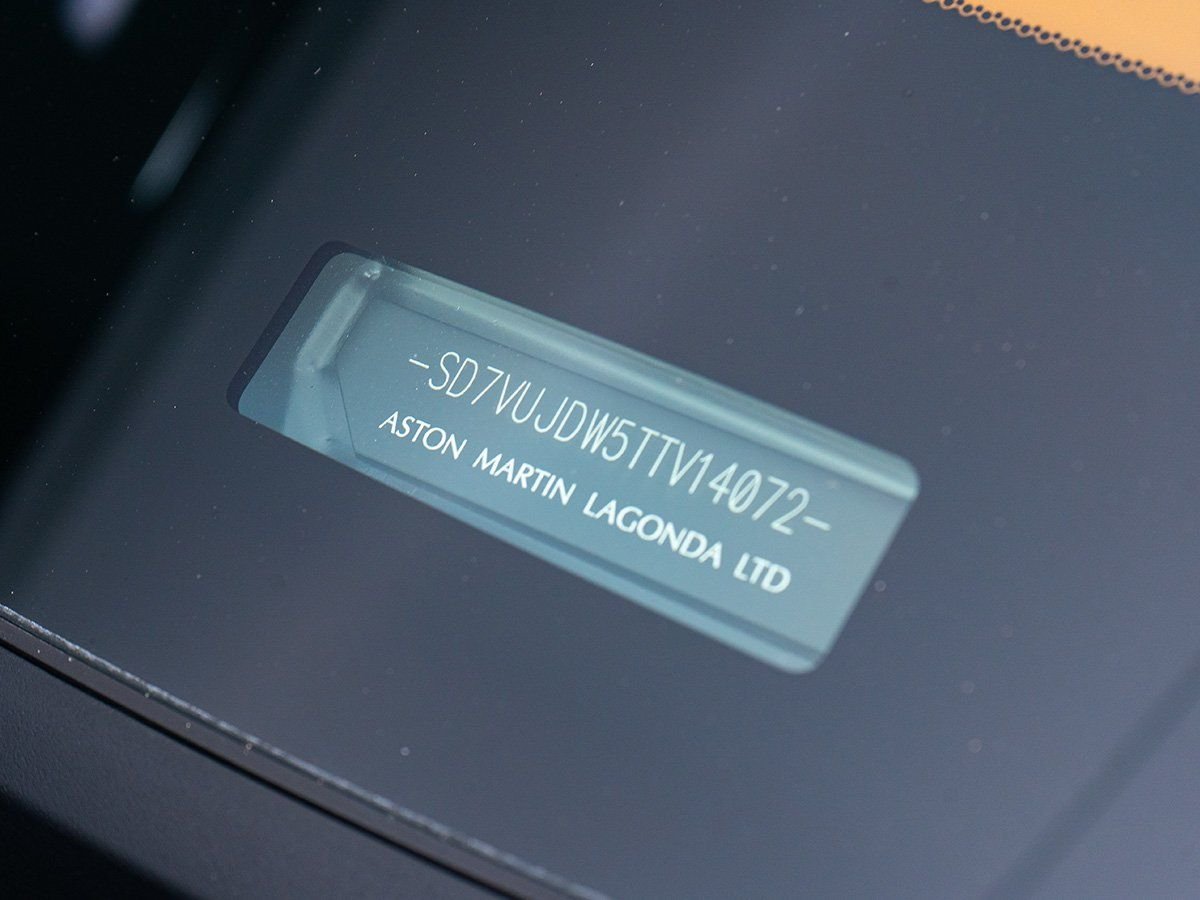 -SD7VUJDW5TTV14072-
ASTON MARTIN LAGONDA LTD